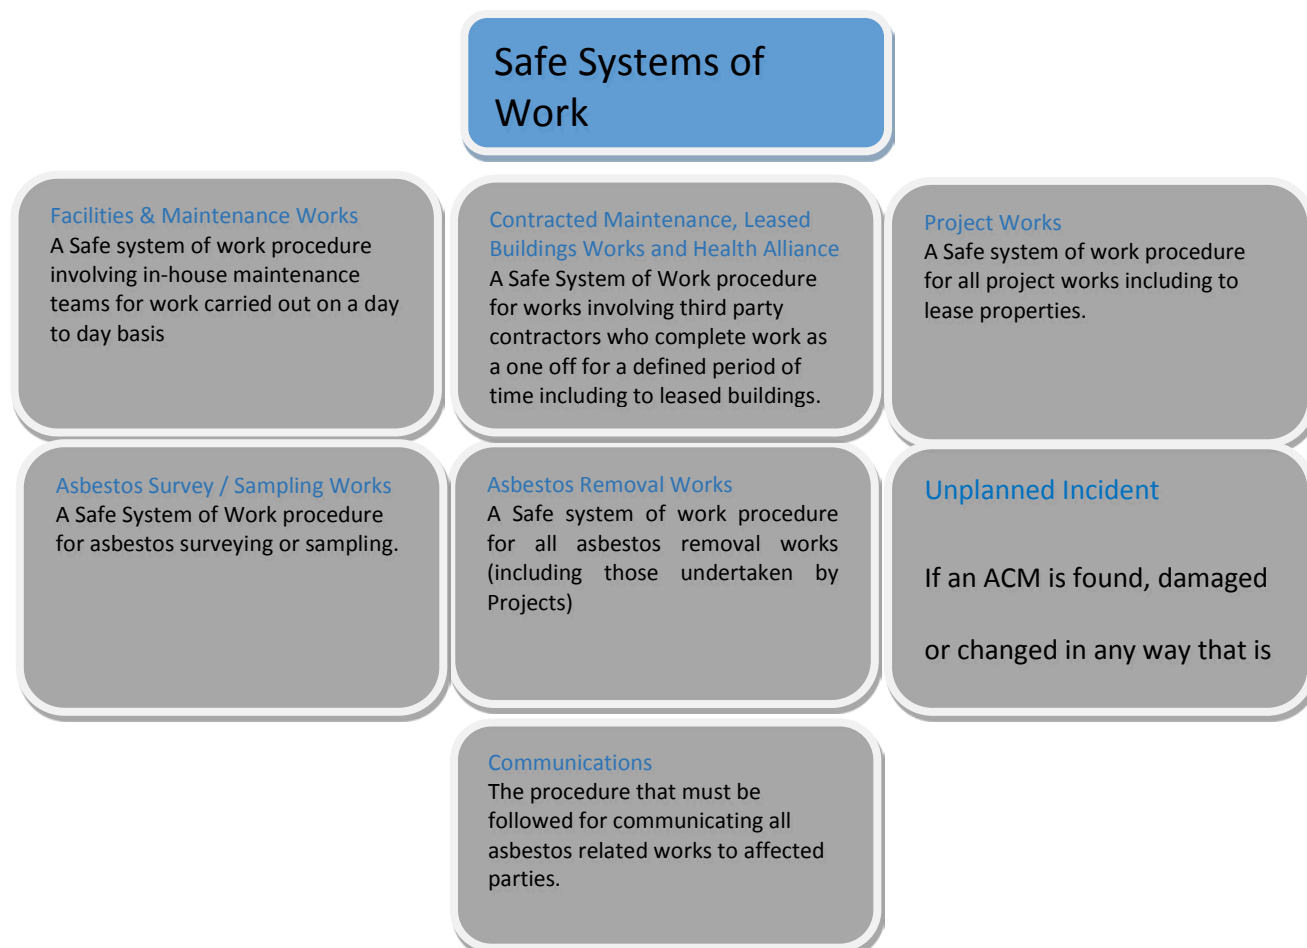 Safe Systems of
Work
Facilities & Maintenance Works
A Safe system of work procedure
involving in-house maintenance
teams for work carried out on a day
to day basis
Contracted Maintenance, Leased
Buildings Works and Health Alliance
A Safe System of Work procedure
for works involving third party
contractors who complete work as
a one off for a defined period of
time including to leased buildings.
Project Works
A Safe system of work procedure
for all project works including to
lease properties.
Asbestos Survey / Sampling Works
A Safe System of Work procedure
for asbestos surveying or sampling.
Asbestos Removal Works
A Safe system of work procedure
for all asbestos removal works
(including those undertaken by
Projects)
Unplanned Incident
If an ACM is found, damaged
or changed in any way that is
Communications
The procedure that must be
followed for communicating all
asbestos related works to affected
parties.